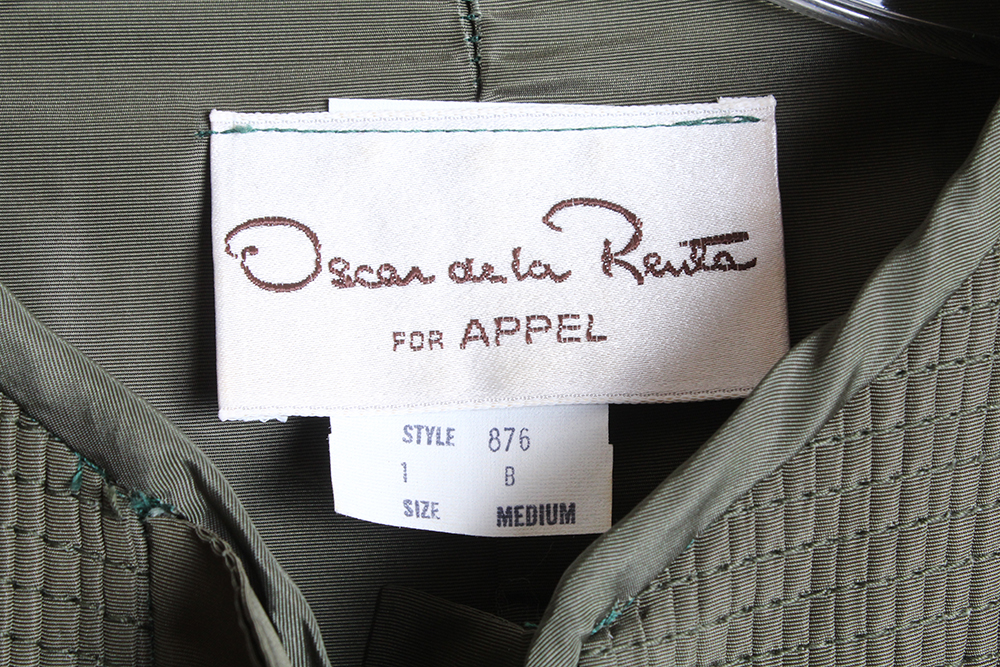 Oscar de la Renta
FOR APPEL
STYLE 876
1 B
SIZE MEDIUM